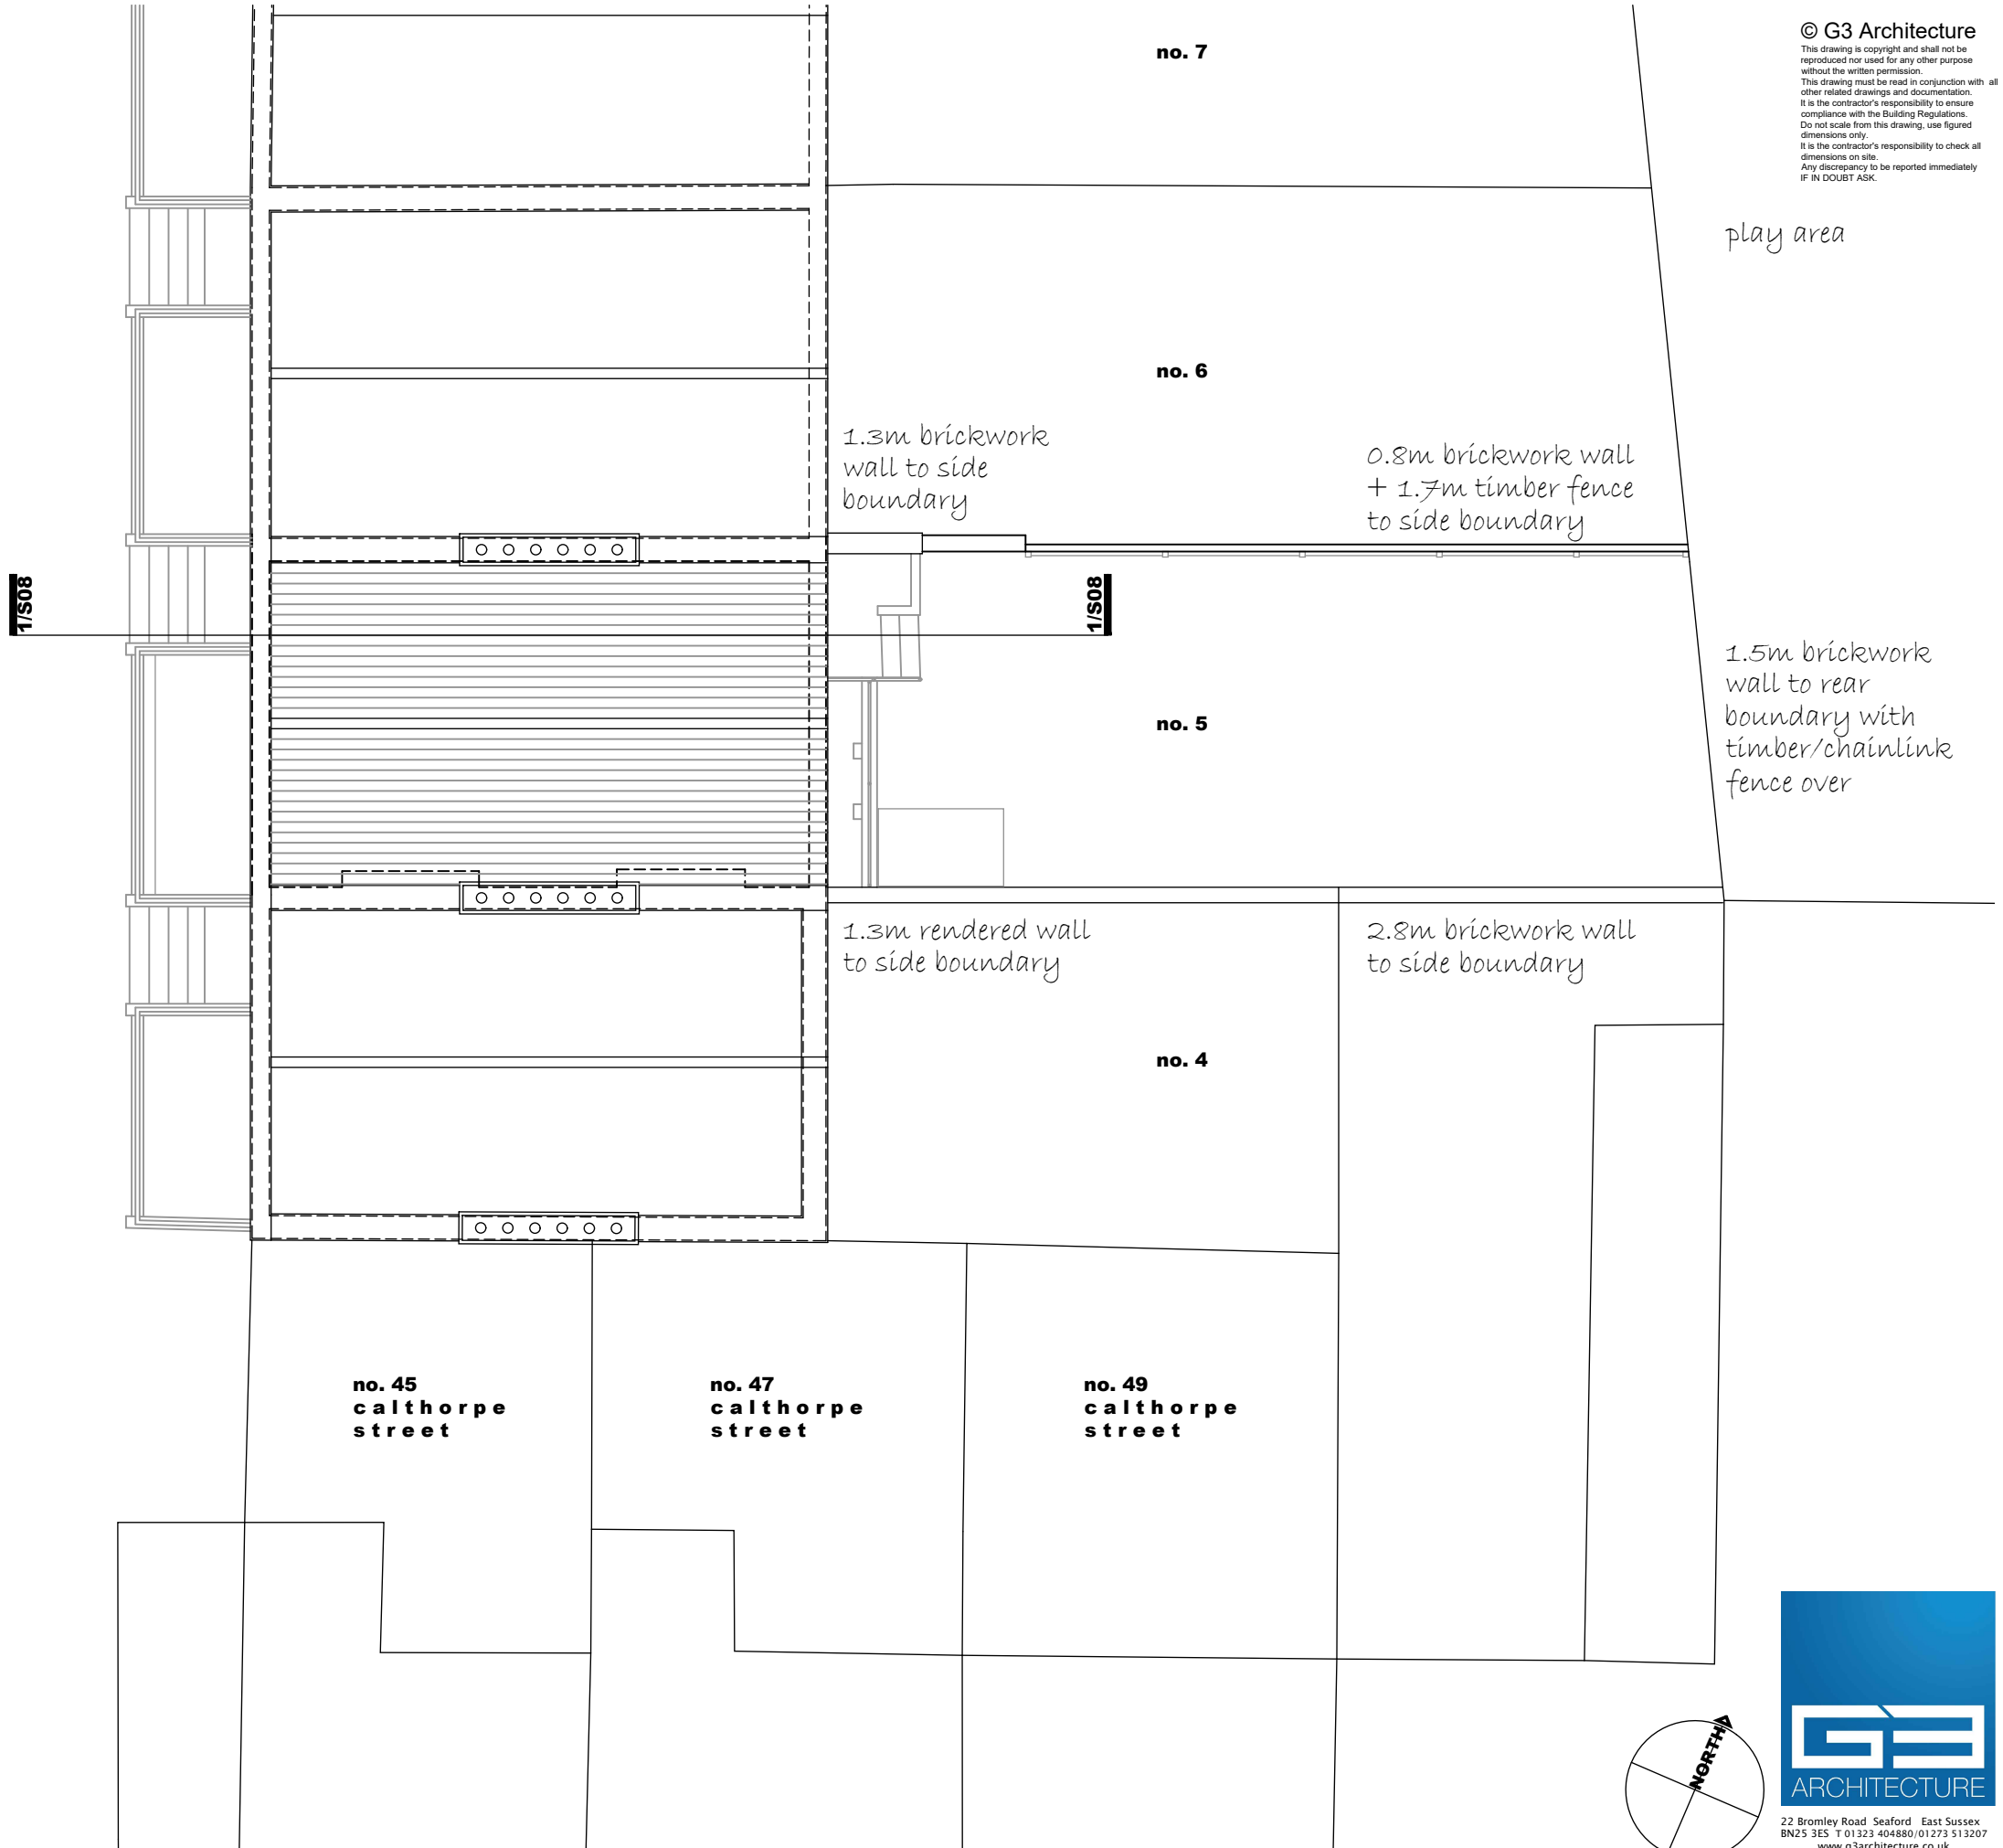 no. 7
© G3 Architecture
This drawing is copyright and shall not be
reproduced nor used for any other purpose
without the written permission.
This drawing must be read in conjunction with all
other related drawings and documentation.
It is the contractor's responsibility to ensure
compliance with the Building Regulations.
Do not scale from this drawing, use figured
dimensions only.
It is the contractor's responsibility to check all
dimensions on site.
Any discrepancy to be reported immediately
IF IN DOUBT ASK.
play area
no. 6
1.3m brickwork
wall to side
boundary
0.8m brickwork wall
+ 1.7m timber fence
to side boundary
1/S08
1/S08
no. 5
1.5m brickwork
wall to rear
boundary with
timber/chainlink
fence over
1.3m rendered wall
to side boundary
2.8m brickwork wall
to side boundary
no. 4
no. 45
calthorpe
street
no. 47
calthorpe
street
no. 49
calthorpe
street
NORTH
G3
ARCHITECTURE
22 Bromley Road Seaford East Sussex
BN25 3ES T 01323 404880/01273 513207
www.g3architecture.co.uk